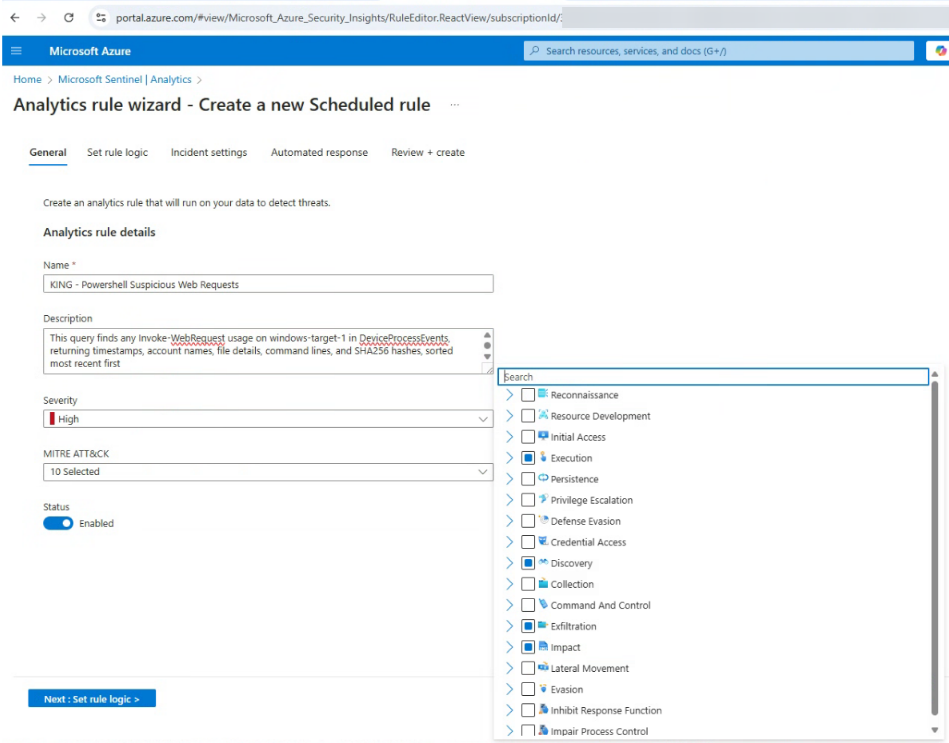 portal.azure.com/#view/Microsoft_Azure_Security_Insights/RuleEditor.ReactView/subscriptionId/
Microsoft Azure
Search resources, services, and docs (G+/)
Home > Microsoft Sentinel | Analytics >
Analytics rule wizard - Create a new Scheduled rule ...
General Set rule logic Incident settings Automated response Review + create
Create an analytics rule that will run on your data to detect threats.
Analytics rule details
Name *
KING - Powershell Suspicious Web Requests
Description
This query finds any Invoke-WebRequest usage on windows-target-1 in DeviceProcessEvents,
returning timestamps, account names, file details, command lines, and SHA256 hashes, sorted
most recent first
Severity
High
MITRE ATT&CK
10 Selected
Status
Enabled
Search
Reconnaissance
Resource Development
Initial Access
Execution
Persistence
Privilege Escalation
Defense Evasion
Credential Access
Discovery
Collection
Command And Control
Exfiltration
Impact
Lateral Movement
Evasion
Inhibit Response Function
Impair Process Control
Next : Set rule logic >